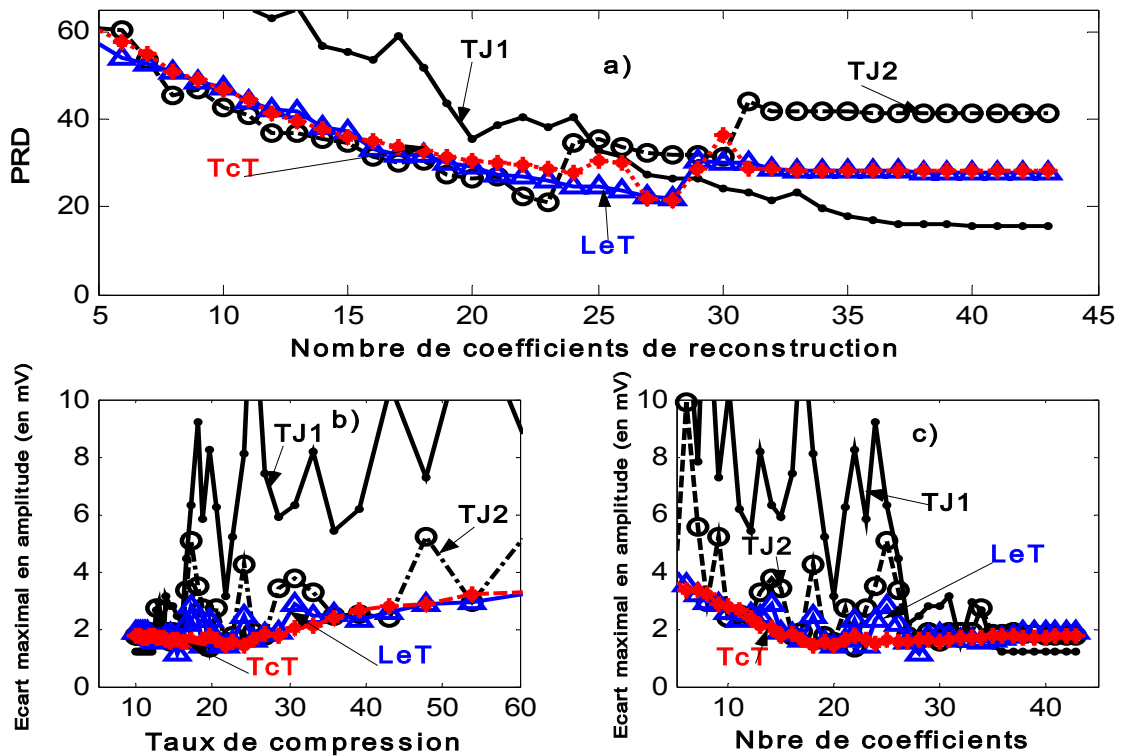 60
40
20
0
PRD
a)
TJ1
TJ2
TcT
LeT
5 10 15 20 25 30 35 40 45
Nombre de coefficients de reconstruction
10
8
6
4
2
0
Ecart maximal en amplitude (en mV)
b)
TJ1
TJ2
TcT
LeT
10 20 30 40 50 60
Taux de compression
10
8
6
4
2
0
Ecart maximal en amplitude (en mV)
c)
TJ1
TJ2
LeT
TcT
10 20 30 40
Nbre de coefficients